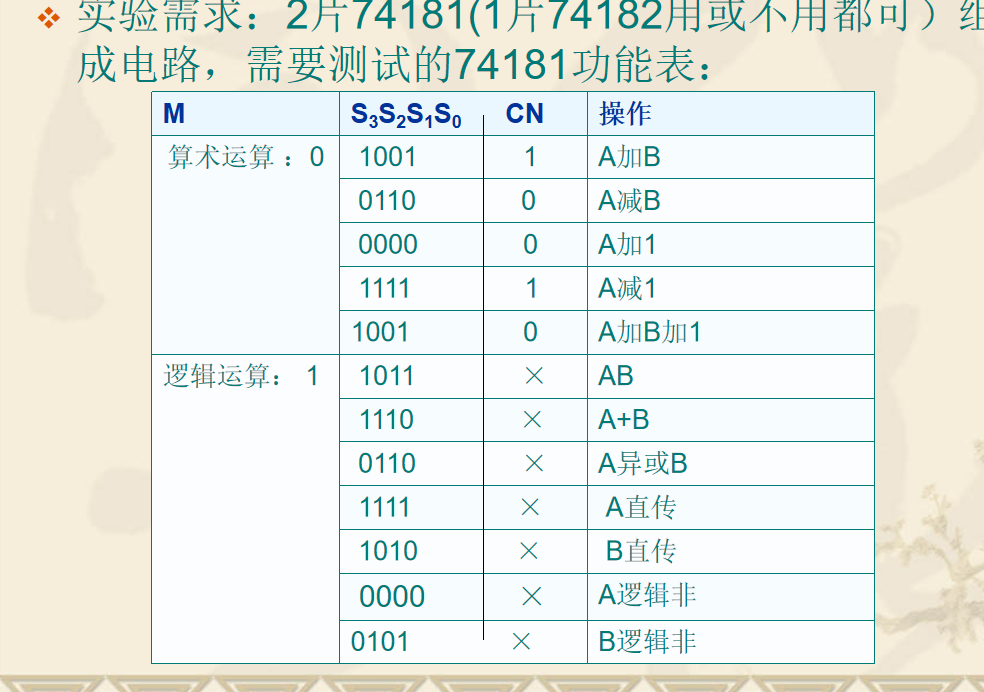 实验需求：2片74181(1片74182用或不用都可）组
成电路，需要测试的74181功能表：
M S3S2S1S0 CN 操作
算术运算 ：0 1001 1 A加B
0110 0 A减B
0000 0 A加1
1111 1 A减1
1001 0 A加B加1
逻辑运算： 1 1011 × AB
1110 × A+B
0110 × A异或B
1111 × A直传
1010 × B直传
0000 × A逻辑非
0101 × B逻辑非